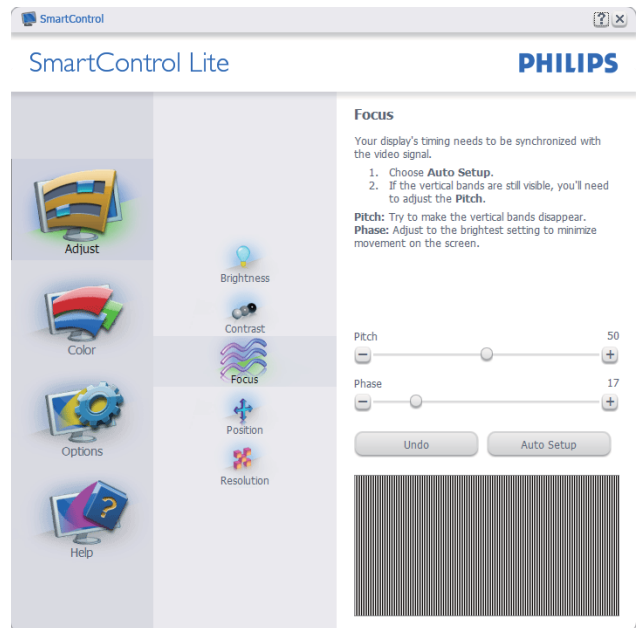 SmartControl
SmartControl Lite
PHILIPS
Adjust
Color
Options
Help
Brightness
Contrast
Focus
Position
Resolution
Focus
Your display's timing needs to be synchronized with
the video signal.
1. Choose Auto Setup.
2. If the vertical bands are still visible, you'll need
to adjust the Pitch.
Pitch: Try to make the vertical bands disappear.
Phase: Adjust to the brightest setting to minimize
movement on the screen.
Pitch 50
Phase 17
Undo Auto Setup